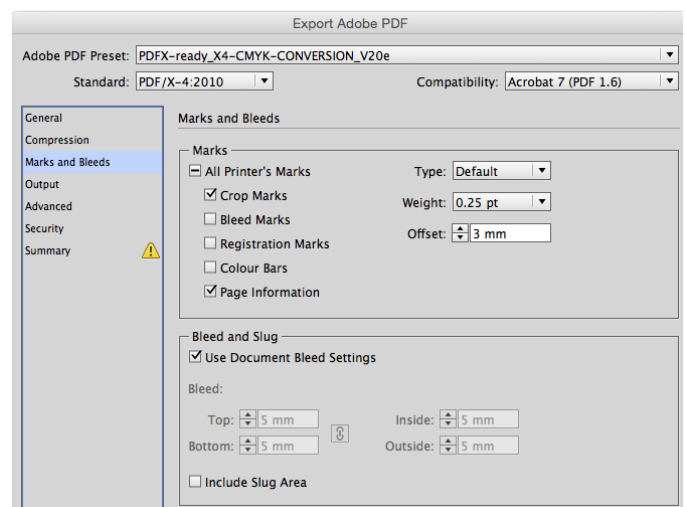 Export Adobe PDF
Adobe PDF Preset: PDFX-ready_X4-CMYK-CONVERSION_V20e
Standard: PDF/X-4:2010 Compatibility: Acrobat 7 (PDF 1.6)
General
Compression
Marks and Bleeds
Output
Advanced
Security
Summary
Marks and Bleeds
Marks
All Printer's Marks
Crop Marks
Bleed Marks
Registration Marks
Colour Bars
Page Information
Type: Default
Weight: 0.25 pt
Offset: 3 mm
Bleed and Slug
Use Document Bleed Settings
Bleed:
Top: 5 mm Inside: 5 mm
Bottom: 5 mm Outside: 5 mm
Include Slug Area